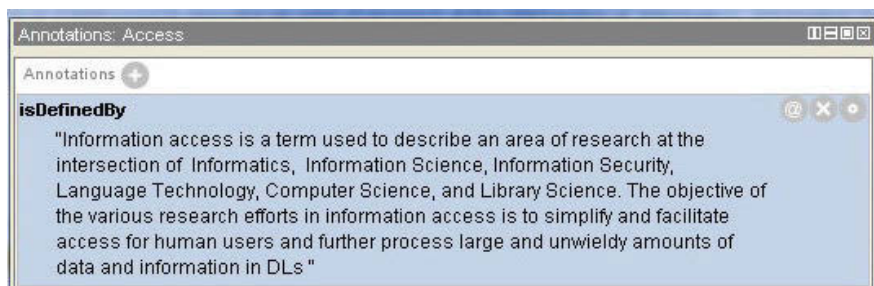 Annotations: Access
Annotations
isDefinedBy
"Information access is a term used to describe an area of research at the
intersection of Informatics, Information Science, Information Security,
Language Technology, Computer Science, and Library Science. The objective of
the various research efforts in information access is to simplify and facilitate
access for human users and further process large and unwieldy amounts of
data and information in DLs "